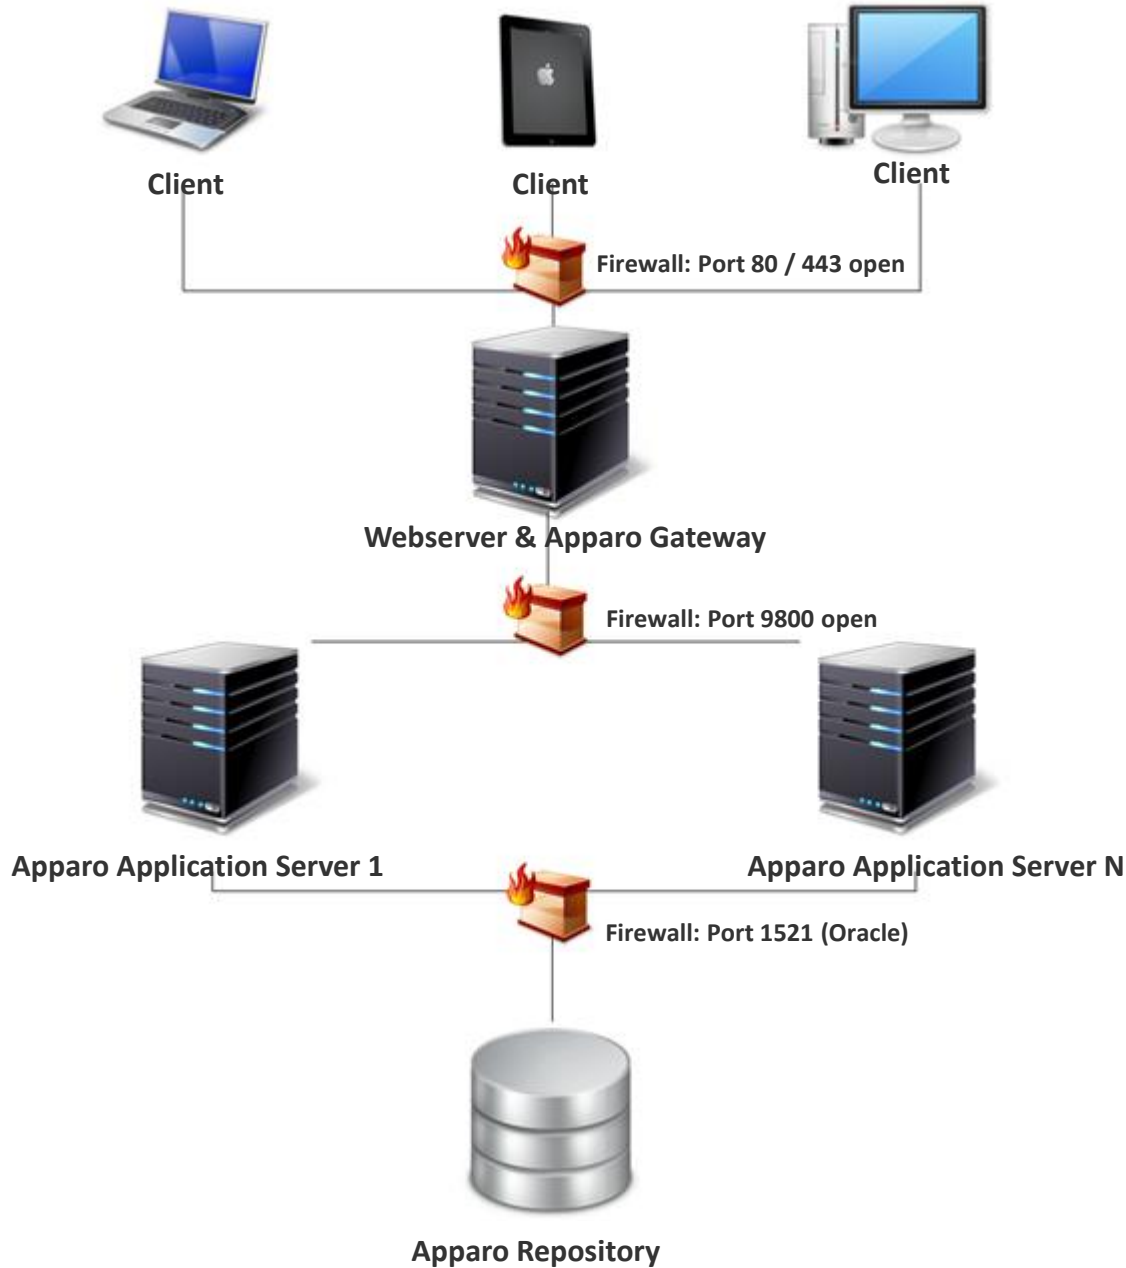 Client
Client
Client
Firewall: Port 80 / 443 open
Webserver & Apparo Gateway
Firewall: Port 9800 open
Apparo Application Server 1
Apparo Application Server N
Firewall: Port 1521 (Oracle)
Apparo Repository